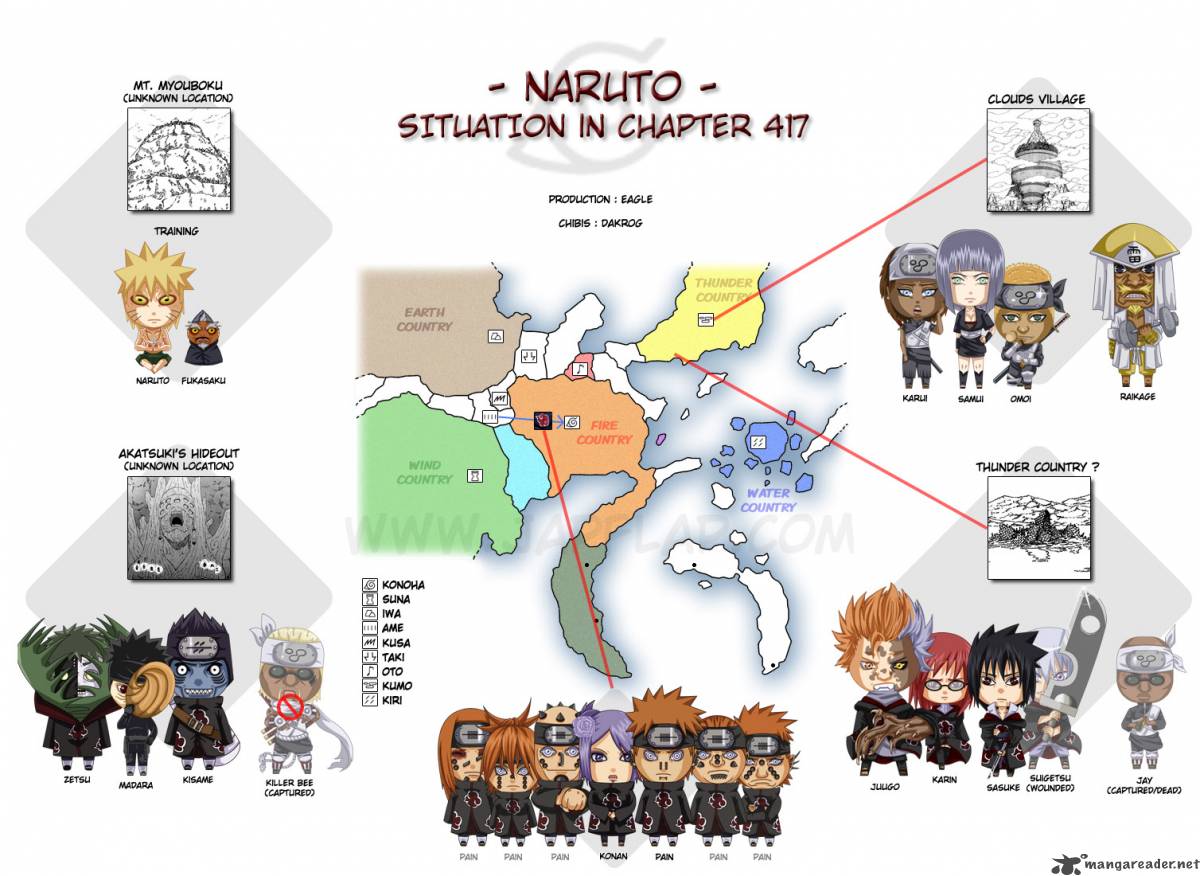 - NARUTO -
SITUATION IN CHAPTER 417
PRODUCTION : EAGLE
CHIBIS : DAKROG
MT. MYOUBOKU
(UNKNOWN LOCATION)
TRAINING
NARUTO
FUKASAKU
CLOUDS VILLAGE
KARUI
SAMUI
OMOI
RAIKAGE
雷
EARTH
COUNTRY
THUNDER
COUNTRY
FIRE
COUNTRY
WIND
COUNTRY
WATER
COUNTRY
AKATSUKI'S HIDEOUT
(UNKNOWN LOCATION)
ZETSU
MADARA
KISAME
KILLER BEE
(CAPTURED)
KONOHA
SUNA
IWA
AME
KUSA
TAKI
OTO
KUMO
KIRI
THUNDER COUNTRY ?
JUUGO
KARIN
SASUKE
SUIGETSU
(WOUNDED)
JAY
(CAPTURED/DEAD)
PAIN
PAIN
PAIN
KONAN
PAIN
PAIN
PAIN
mangareader.net